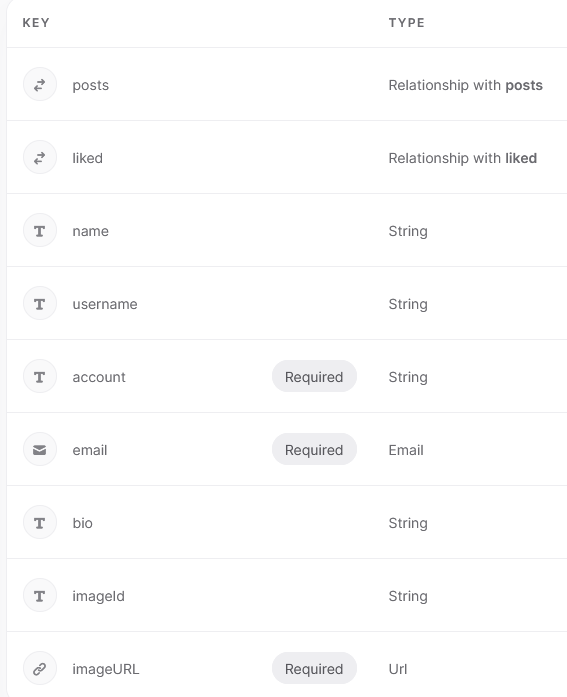 KEY TYPE
posts Relationship with posts
liked Relationship with liked
name String
username String
account Required String
email Required Email
bio String
imageId String
imageURL Required Url